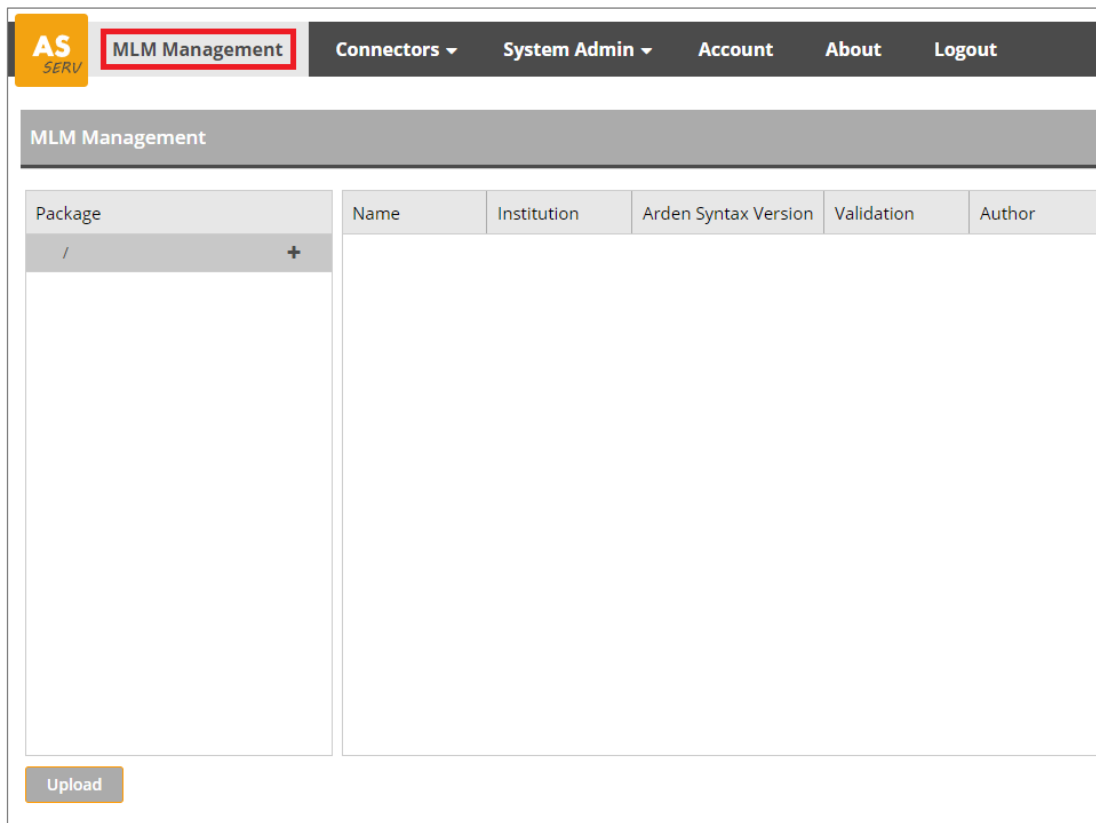 AS
SERV
MLM Management Connectors System Admin Account About Logout
MLM Management
Package Name Institution Arden Syntax Version Validation Author
/ +
Upload